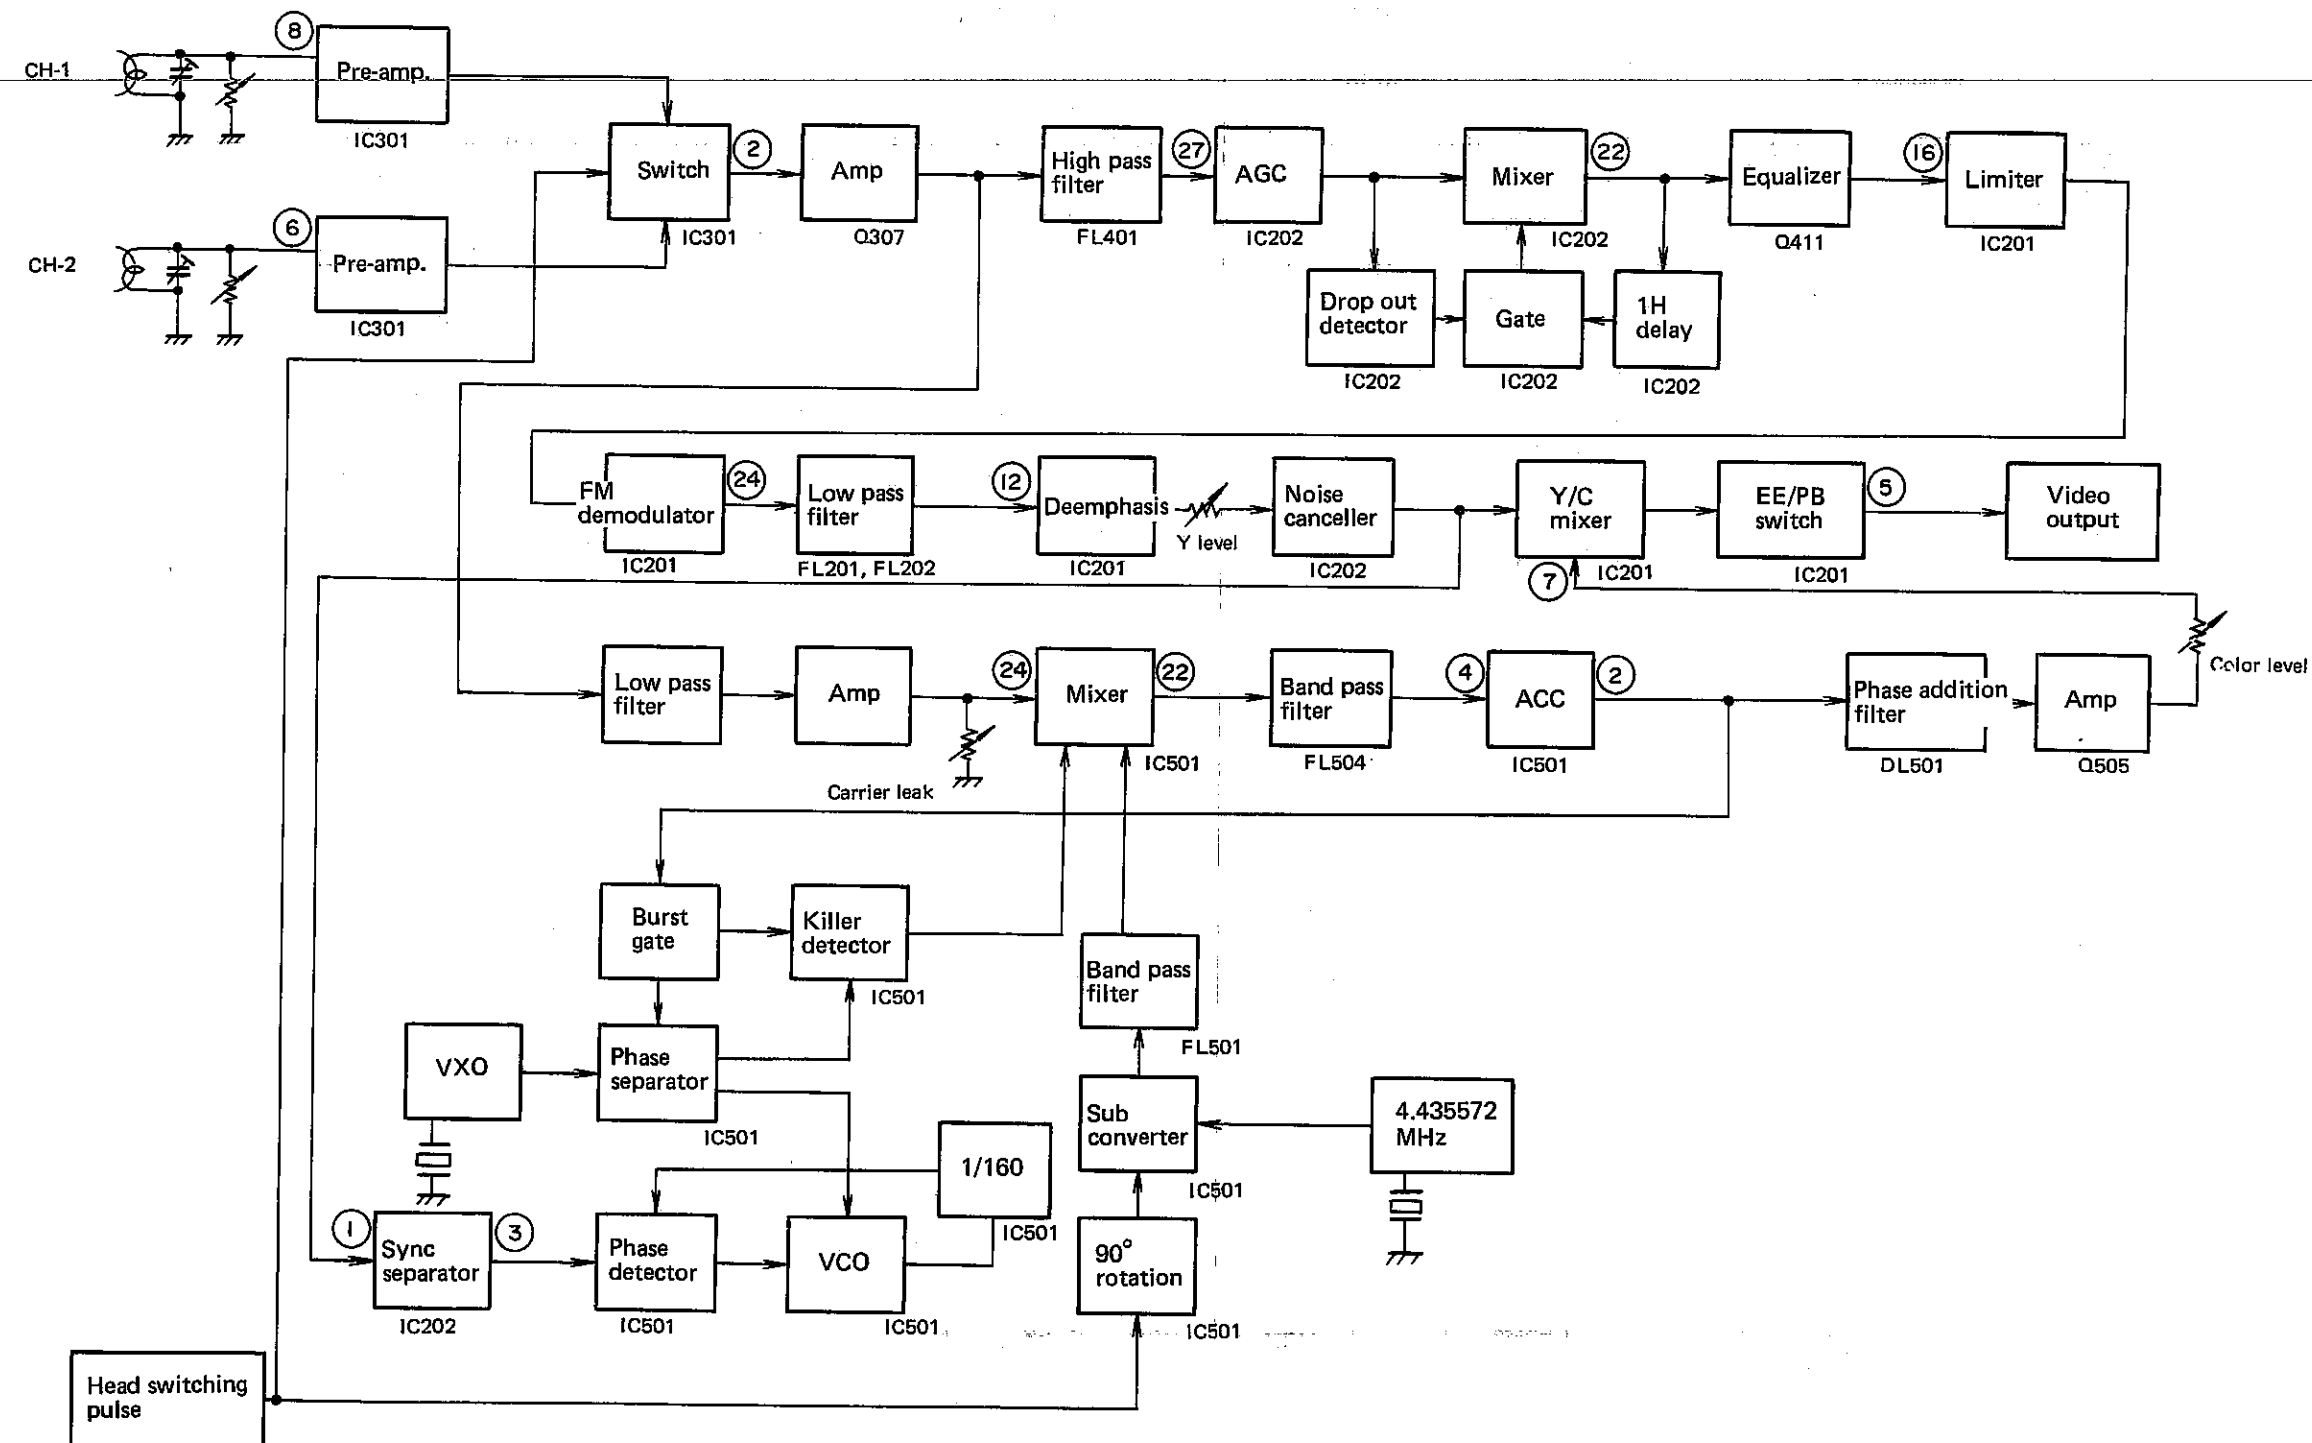 CH-1
8
Pre-amp.
IC301
CH-2
6
Pre-amp.
IC301
Switch
IC301
2
Amp
Q307
High pass
filter
FL401
27
AGC
IC202
Mixer
IC202
22
Equalizer
Q411
16
Limiter
IC201
Drop out
detector
IC202
Gate
IC202
1H
delay
IC202
FM
demodulator
IC201
24
Low pass
filter
FL201, FL202
12
Deemphasis
IC201
Y level
Noise
canceller
IC202
Y/C
mixer
IC201
7
EE/PB
switch
IC201
5
Video
output
Low pass
filter
Amp
Carrier leak
24
Mixer
IC501
22
Band pass
filter
FL504
4
ACC
IC501
2
Phase addition
filter
DL501
Amp
Q505
Color level
Burst
gate
Killer
detector
IC501
Band pass
filter
FL501
VXO
Phase
separator
IC501
1/160
IC501
Sub
converter
IC501
4.435572
MHz
1
Sync
separator
IC202
3
Phase
detector
IC501
VCO
IC501
90°
rotation
IC501
Head switching
pulse